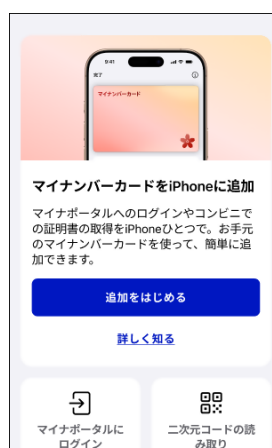 9:41
完了
マイナンバーカード
マイナンバーカードをiPhoneに追加
マイナポータルへのログインやコンビニで
の証明書の取得をiPhoneひとつで。お手元
のマイナンバーカードを使って、簡単に追
加できます。
追加をはじめる
詳しく知る
マイナポータルに
ログイン
二次元コードの読
み取り